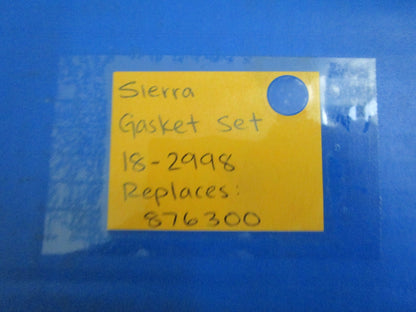 Sierra
Gasket Set
18-2998
Replaces:
876300